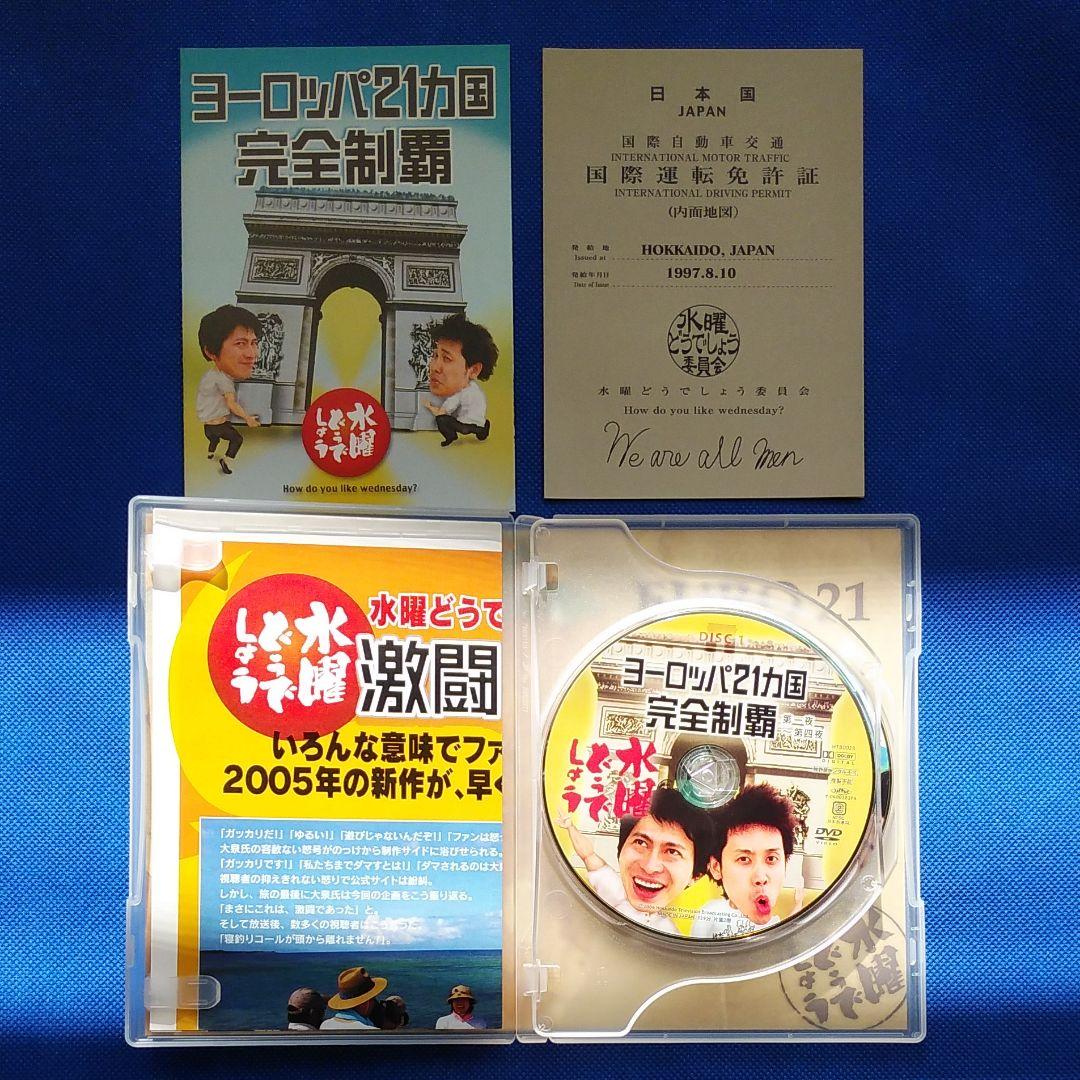 ヨーロッパ21カ国
完全制覇
水曜
どうで
しょう
How do you like wednesday?
日本国
JAPAN
国際自動車交通
INTERNATIONAL MOTOR TRAFFIC
国際運転免許証
INTERNATIONAL DRIVING PERMIT
(内面地図)
発給地
Issued at
HOKKAIDO, JAPAN
発給年月日
Date of Issue
1997.8.10
水曜
どうでしょう
委員会
水曜どうでしょう委員会
How do you like wednesday?
We are all men
水曜
どうで
しょう
水曜どうで
激闘
いろんな意味でファ
2005年の新作が、早く
「ガッカリだ!」「ゆるい!」「遊びじゃないんだぞ!」「ファンは怒
大泉氏の容赦ない怒号がのっけから制作サイドに浴びせられる。
「ガッカリです!」「私たちまでダマすとは!」「ダマされるのは大
視聴者の抑えきれない怒りで公式サイトは紛糾。
しかし、旅の最後に大泉氏は今回の企画をこう振り返る。
「まさにこれは、激闘であった」と。
そして放送後、数多くの視聴者はこう言った。
「寝釣りコールが頭から離れません!」。
21
DISC 1
ヨーロッパ21カ国
完全制覇
第一夜
第四夜
水曜
どうで
しょう
DOLBY
DIGITAL
DVD
VIDEO
水曜
どうで
しょう